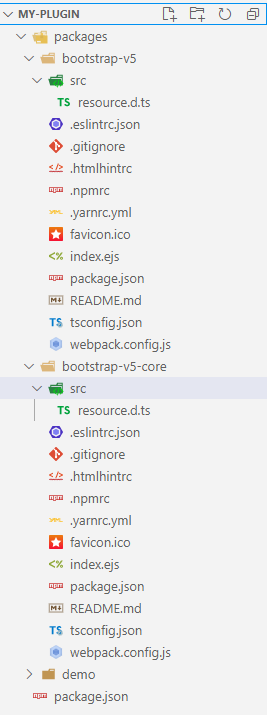 MY-PLUGIN
packages
bootstrap-v5
src
TS resource.d.ts
.eslintrc.json
.gitignore
.htmlhintrc
.npmrc
.yarnrc.yml
favicon.ico
<%> index.ejs
package.json
README.md
TS tsconfig.json
webpack.config.js
bootstrap-v5-core
src
TS resource.d.ts
.eslintrc.json
.gitignore
.htmlhintrc
.npmrc
.yarnrc.yml
favicon.ico
<%> index.ejs
package.json
README.md
TS tsconfig.json
webpack.config.js
demo
package.json